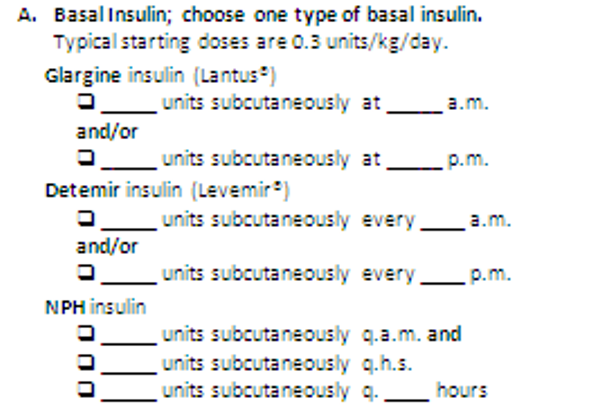 A. Basal Insulin; choose one type of basal insulin.
Typical starting doses are 0.3 units/kg/day.
Glargine insulin (Lantus®)
❑ _____ units subcutaneously at _____ a.m.
and/or
❑ _____ units subcutaneously at _____ p.m.
Detemir insulin (Levemir®)
❑ _____ units subcutaneously every ____ a.m.
and/or
❑ _____ units subcutaneously every ____ p.m.
NPH insulin
❑ _____ units subcutaneously q.a.m. and
❑ _____ units subcutaneously q.h.s.
❑ _____ units subcutaneously q. ____ hours